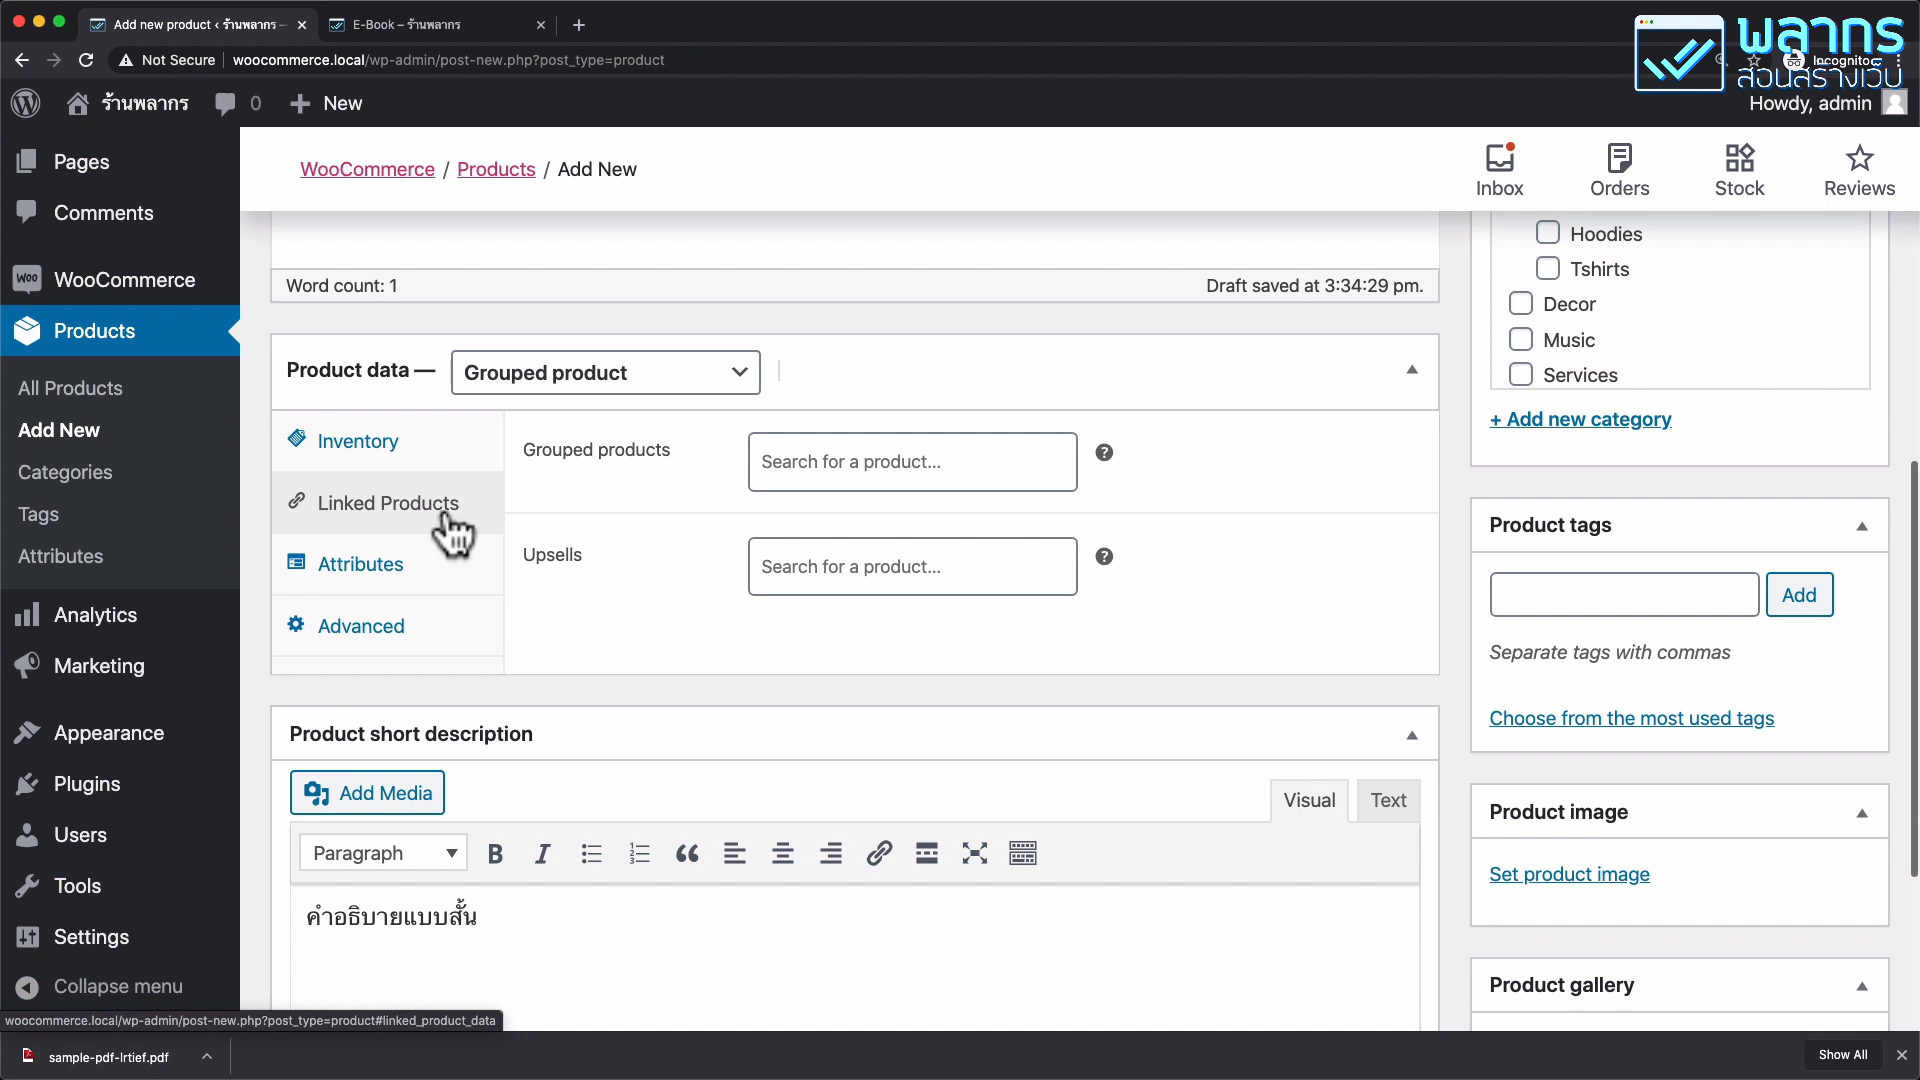 Add new product ‹ ร้านพลากร –
E-Book – ร้านพลากร
Not Secure
woocommerce.local/wp-admin/post-new.php?post_type=product
Incognito
พลากร
สอนสร้างเว็บ
ร้านพลากร
0
New
Howdy, admin
Pages
Comments
WooCommerce
Products
All Products
Add New
Categories
Tags
Attributes
Analytics
Marketing
Appearance
Plugins
Users
Tools
Settings
Collapse menu
WooCommerce / Products / Add New
Inbox
Orders
Stock
Reviews
Word count: 1
Draft saved at 3:34:29 pm.
Product data —
Grouped product
Inventory
Linked Products
Attributes
Advanced
Grouped products
Search for a product…
Upsells
Search for a product…
Product short description
Add Media
Visual
Text
Paragraph
คำอธิบายแบบสั้น
Hoodies
Tshirts
Decor
Music
Services
+ Add new category
Product tags
Add
Separate tags with commas
Choose from the most used tags
Product image
Set product image
Product gallery
woocommerce.local/wp-admin/post-new.php?post_type=product#linked_product_data
sample-pdf-lrtief.pdf
Show All